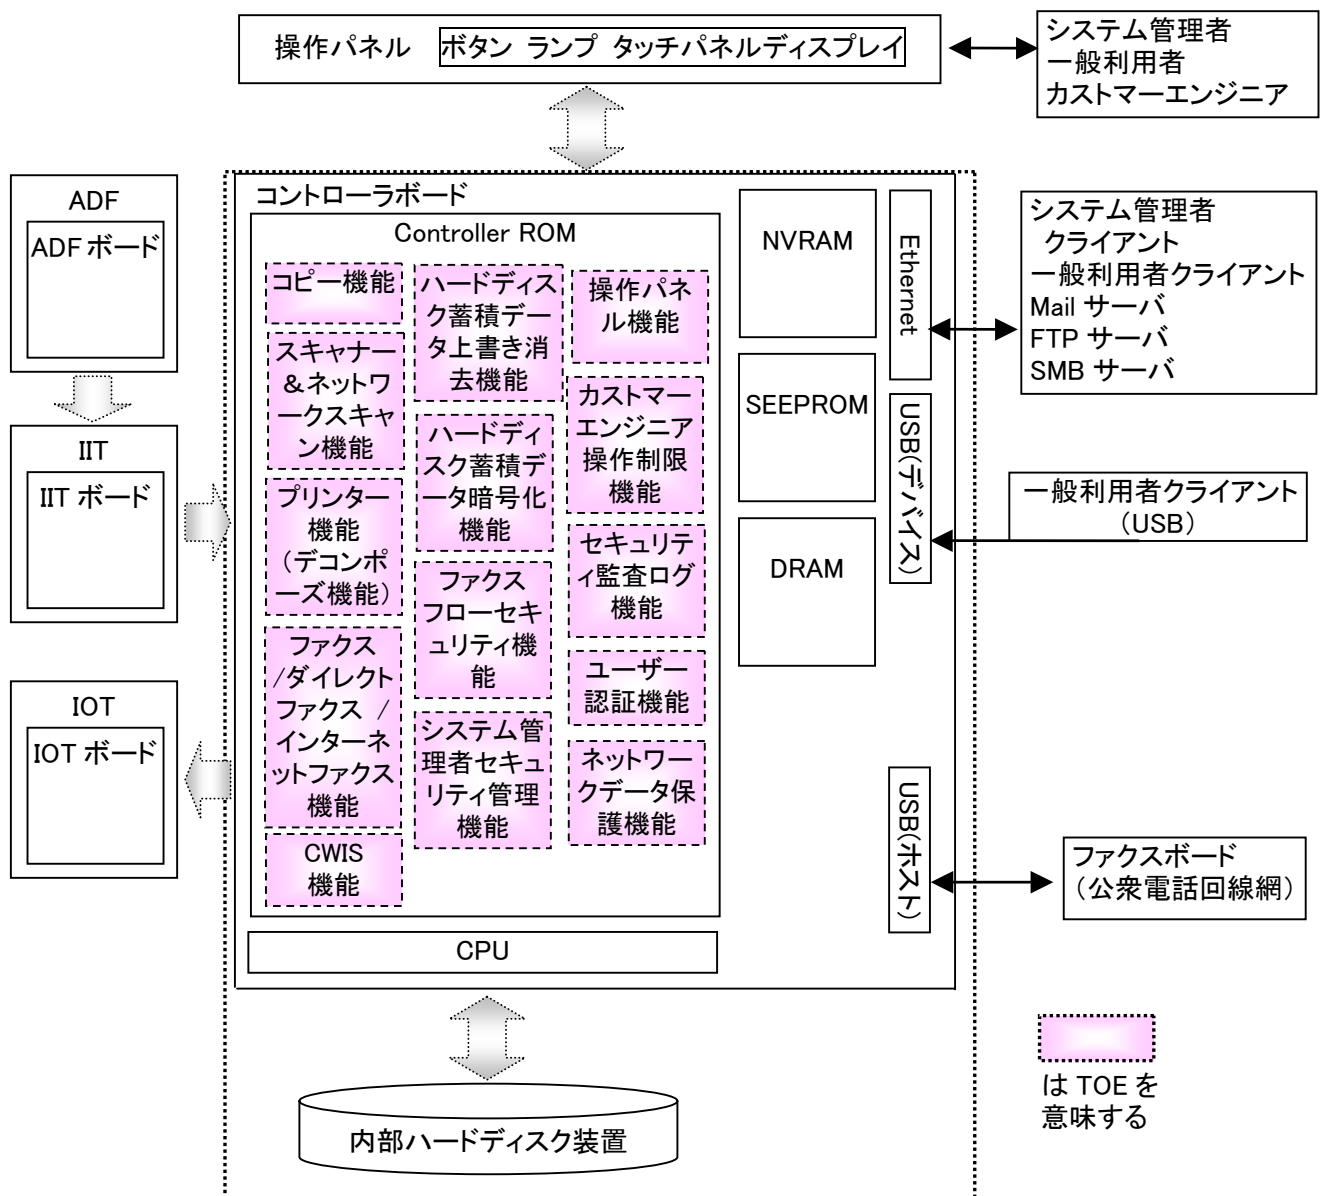 操作パネル ボタン ランプ タッチパネルディスプレイ
システム管理者
一般利用者
カストマーエンジニア
ADF
ADF ボード
IIT
IIT ボード
IOT
IOT ボード
コントローラボード
Controller ROM
コピー機能
スキャナー
&ネットワ
ークスキャ
ン機能
プリンター
機能
(デコンポ
ーズ機能)
ファクス
/ダイレクト
ファクス /
インターネ
ットファクス
機能
CWIS
機能
ハードディス
ク蓄積デー
タ上書き消
去機能
ハードディ
スク蓄積デ
ータ暗号化
機能
ファクス
フローセキ
ュリティ機
能
システム管
理者セキュ
リティ管理
機能
操作パネ
ル機能
カストマー
エンジニア
操作制限
機能
セキュリテ
ィ監査ログ
機能
ユーザー
認証機能
ネットワー
クデータ保
護機能
CPU
NVRAM
SEEPROM
DRAM
Ethernet
USB(デバイス)
USB(ホスト)
システム管理者
クライアント
一般利用者クライアント
Mail サーバ
FTP サーバ
SMB サーバ
一般利用者クライアント
(USB)
ファクスボード
(公衆電話回線網)
内部ハードディスク装置
は TOE を
意味する